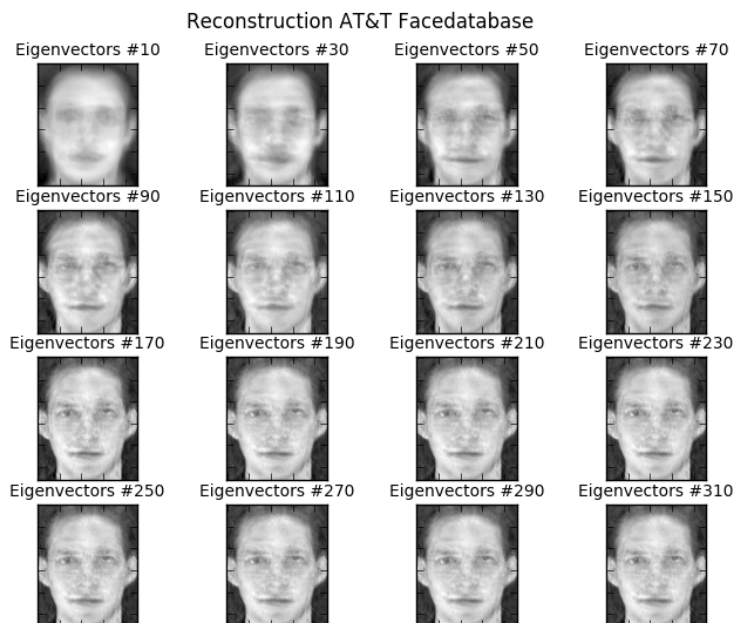 Reconstruction AT&T Facedatabase
Eigenvectors #10 Eigenvectors #30 Eigenvectors #50 Eigenvectors #70
Eigenvectors #90 Eigenvectors #110 Eigenvectors #130 Eigenvectors #150
Eigenvectors #170 Eigenvectors #190 Eigenvectors #210 Eigenvectors #230
Eigenvectors #250 Eigenvectors #270 Eigenvectors #290 Eigenvectors #310